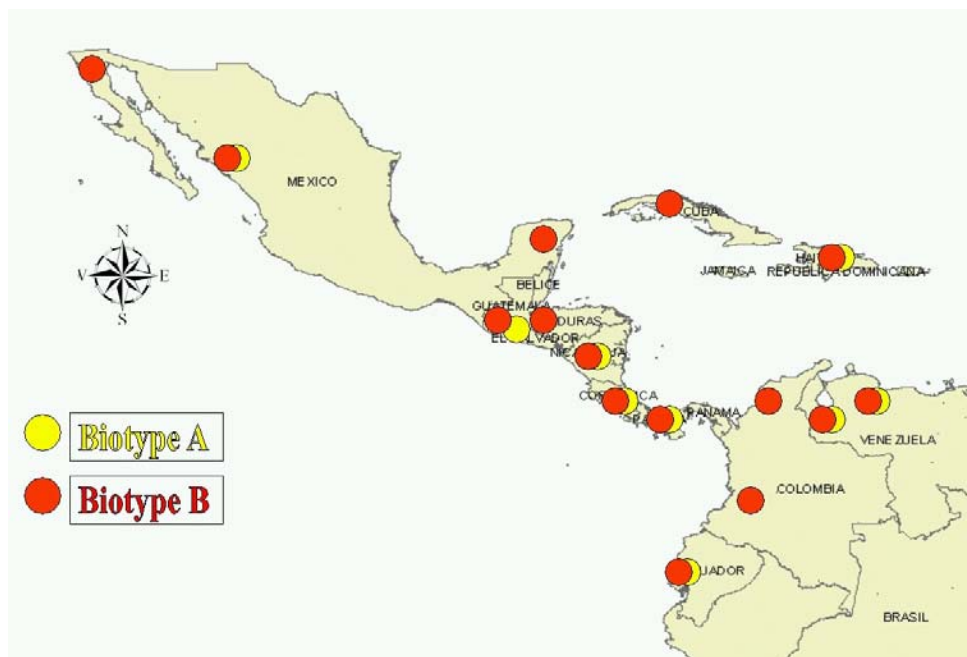 MEXICO
CUBA
JAMAICA
REPUBLICA DOMINICANA
BELICE
GUATEMALA
N
V E
S
PANAMA
VENEZUELA
COLOMBIA
BRASIL
Biotype A
Biotype B